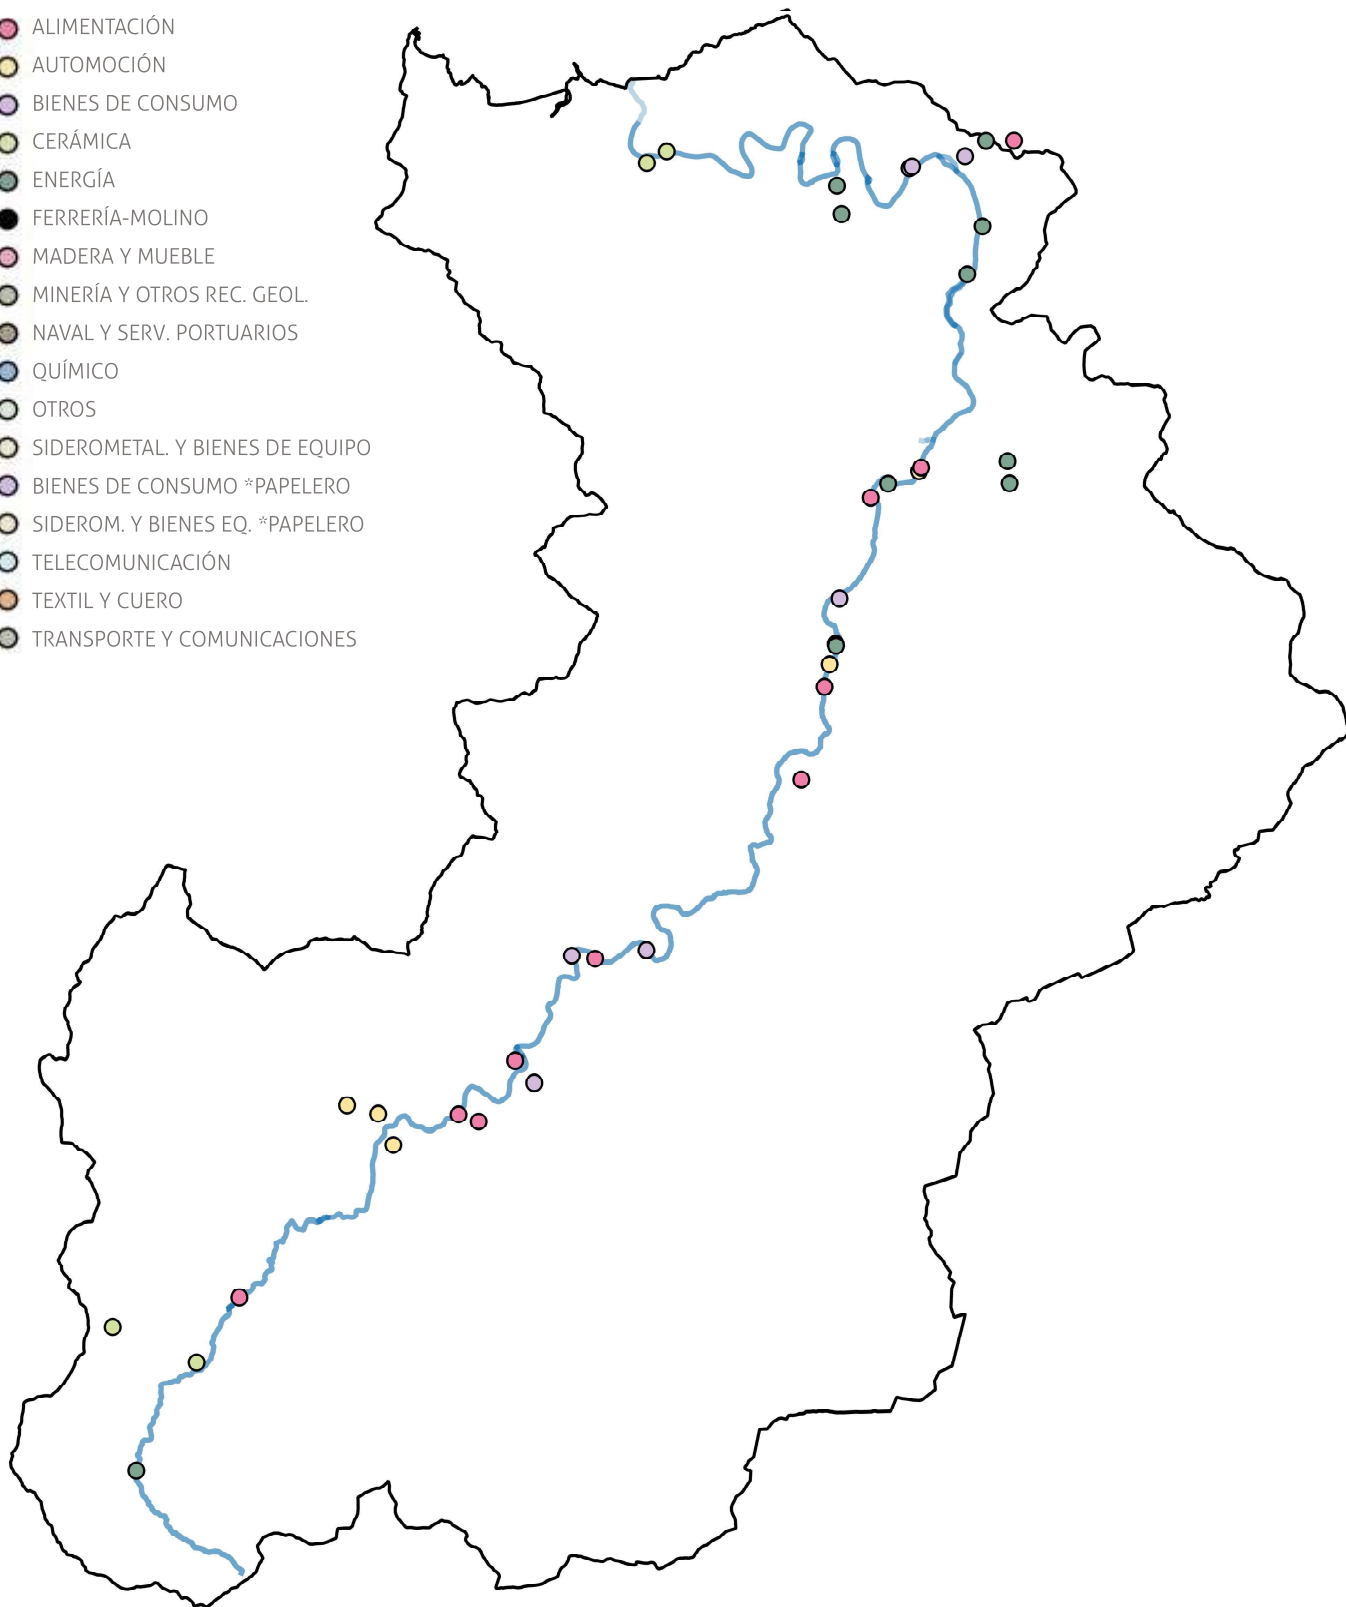 ALIMENTACIÓN
AUTOMOCIÓN
BIENES DE CONSUMO
CERÁMICA
ENERGÍA
FERRERÍA-MOLINO
MADERA Y MUEBLE
MINERÍA Y OTROS REC. GEOL.
NAVAL Y SERV. PORTUARIOS
QUÍMICO
OTROS
SIDEROMETAL. Y BIENES DE EQUIPO
BIENES DE CONSUMO *PAPELERO
SIDEROM. Y BIENES EQ. *PAPELERO
TELECOMUNICACIÓN
TEXTIL Y CUERO
TRANSPORTE Y COMUNICACIONES